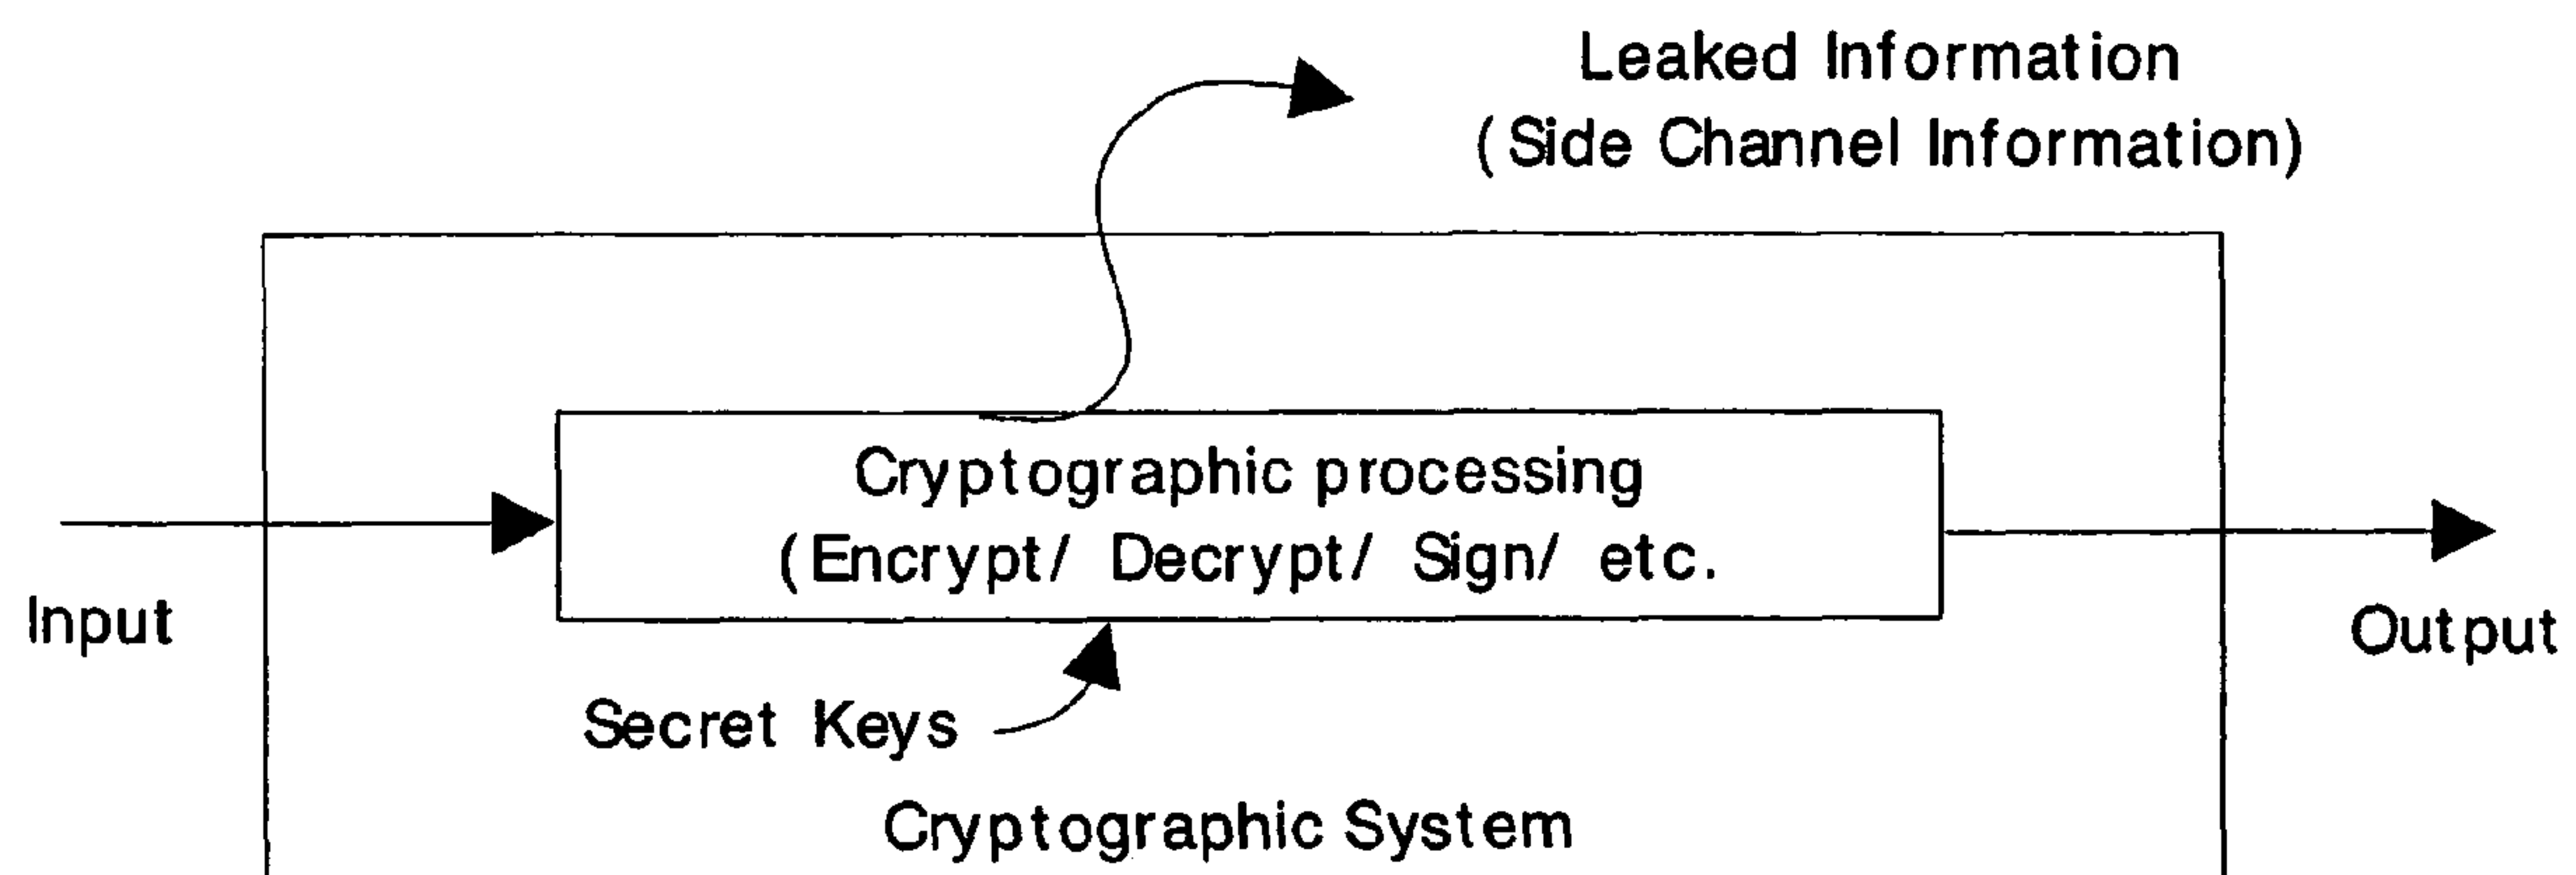 Leaked Information
(Side Channel Information)
Cryptographic processing
(Encrypt/ Decrypt/ Sign/ etc.
Input
Output
Secret Keys
Cryptographic System